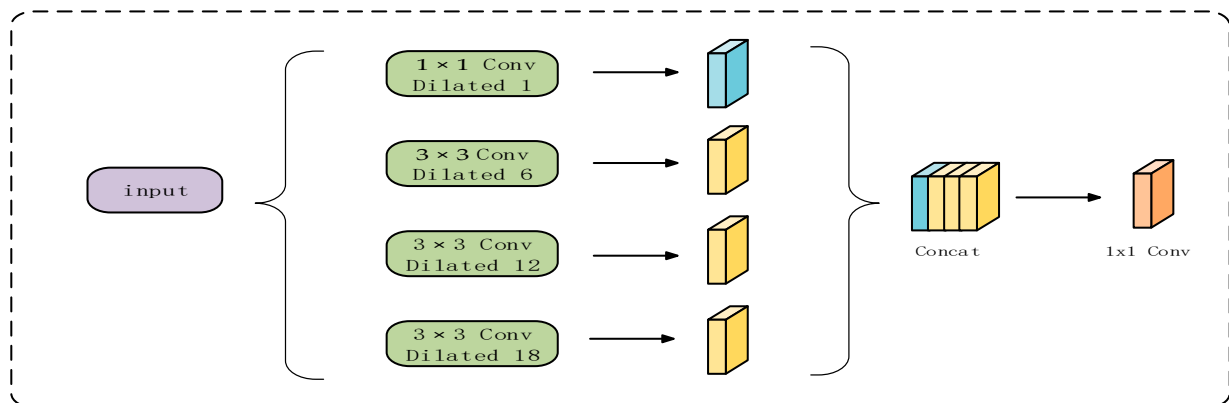 input
1 × 1 Conv
Dilated 1
3 × 3 Conv
Dilated 6
3 × 3 Conv
Dilated 12
3 × 3 Conv
Dilated 18
Concat
1x1 Conv